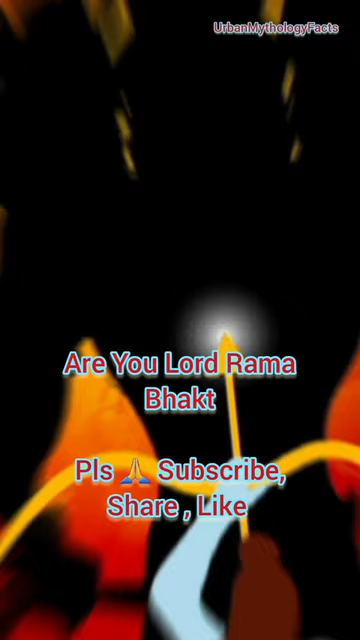 UrbanMythologyFacts
Are You Lord Rama
Bhakt
Pls 🙏 Subscribe,
Share , Like